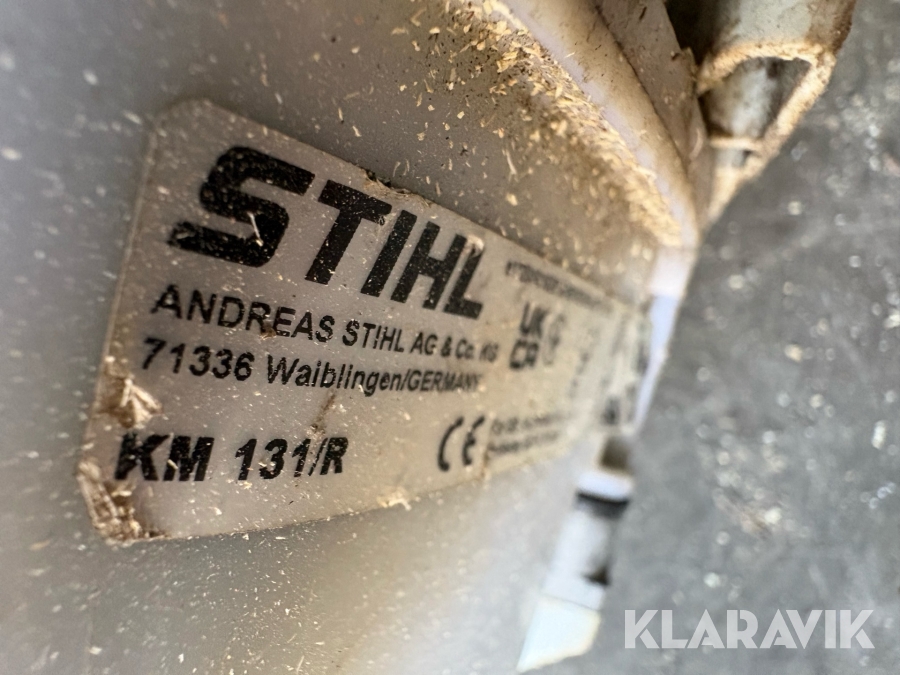 STIHL
ANDREAS STIHL AG & Co. KG
71336 Waiblingen/GERMANY
UK
CA
CE
KM 131/R
KLARAVIK